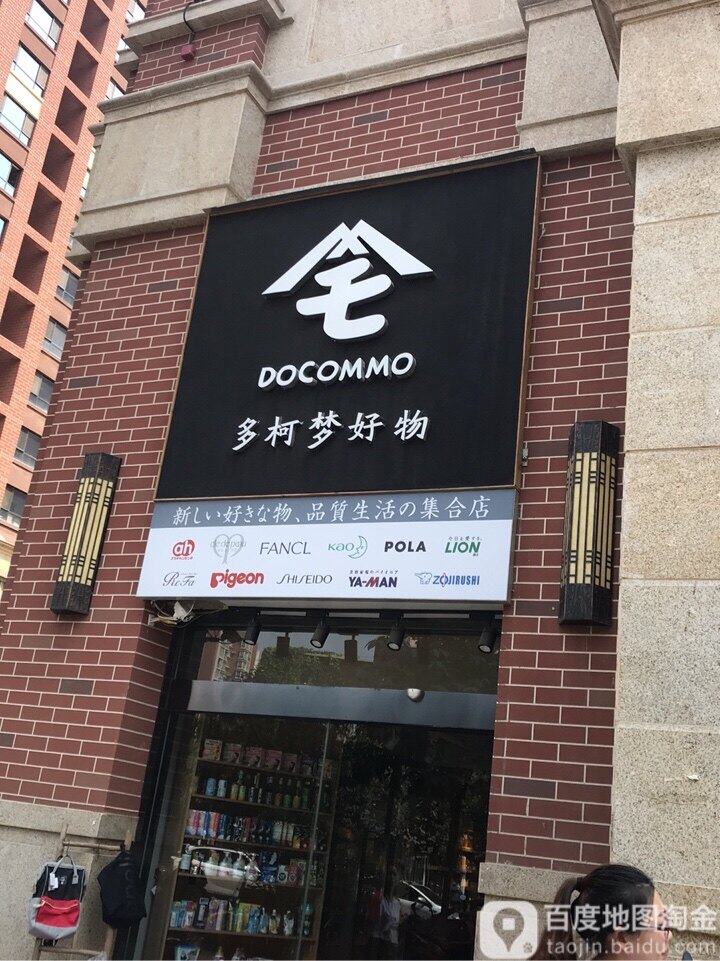 DOCOMMO
多柯梦好物
新しい好きな物、品質生活の集合店
ah FANCL Kao POLA LION
ReFa Pigeon SHISEIDO YA-MAN ZOJIRUSHI
百度地图淘金
taojin.baidu.com